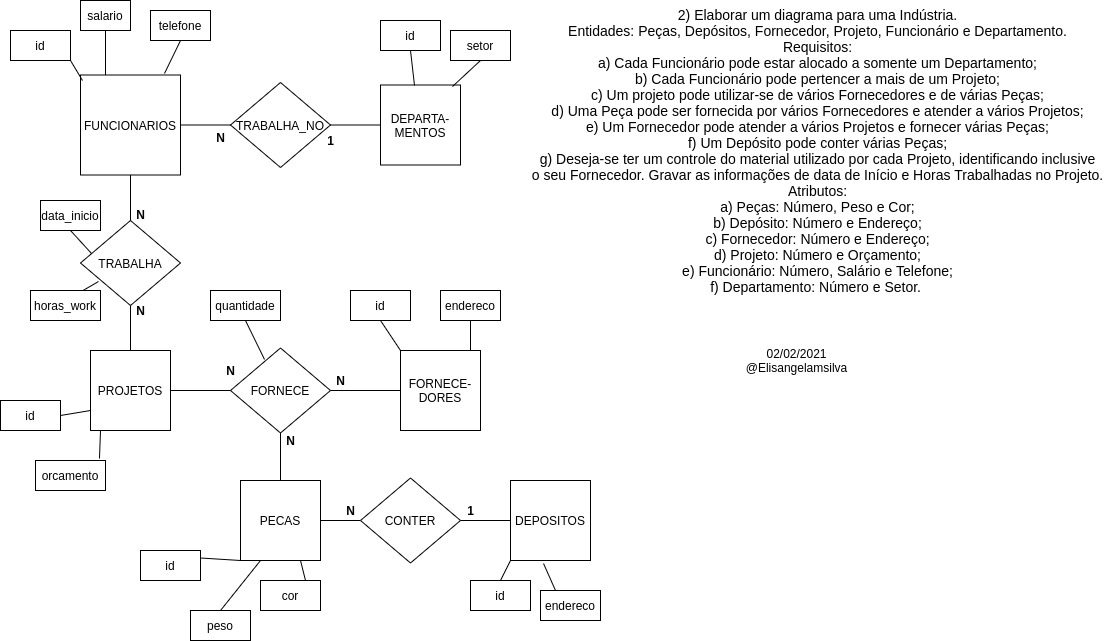 salario
telefone
id
FUNCIONARIOS
N
TRABALHA_NO
1
id
setor
DEPARTA-
MENTOS
N
data_inicio
TRABALHA
horas_work
N
PROJETOS
id
orcamento
quantidade
N
FORNECE
N
N
id
endereco
FORNECE-
DORES
PECAS
id
peso
cor
N
CONTER
1
DEPOSITOS
id
endereco
2) Elaborar um diagrama para uma Indústria.
Entidades: Peças, Depósitos, Fornecedor, Projeto, Funcionário e Departamento.
Requisitos:
a) Cada Funcionário pode estar alocado a somente um Departamento;
b) Cada Funcionário pode pertencer a mais de um Projeto;
c) Um projeto pode utilizar-se de vários Fornecedores e de várias Peças;
d) Uma Peça pode ser fornecida por vários Fornecedores e atender a vários Projetos;
e) Um Fornecedor pode atender a vários Projetos e fornecer várias Peças;
f) Um Depósito pode conter várias Peças;
g) Deseja-se ter um controle do material utilizado por cada Projeto, identificando inclusive
o seu Fornecedor. Gravar as informações de data de Início e Horas Trabalhadas no Projeto.
Atributos:
a) Peças: Número, Peso e Cor;
b) Depósito: Número e Endereço;
c) Fornecedor: Número e Endereço;
d) Projeto: Número e Orçamento;
e) Funcionário: Número, Salário e Telefone;
f) Departamento: Número e Setor.
02/02/2021
@Elisangelamsilva